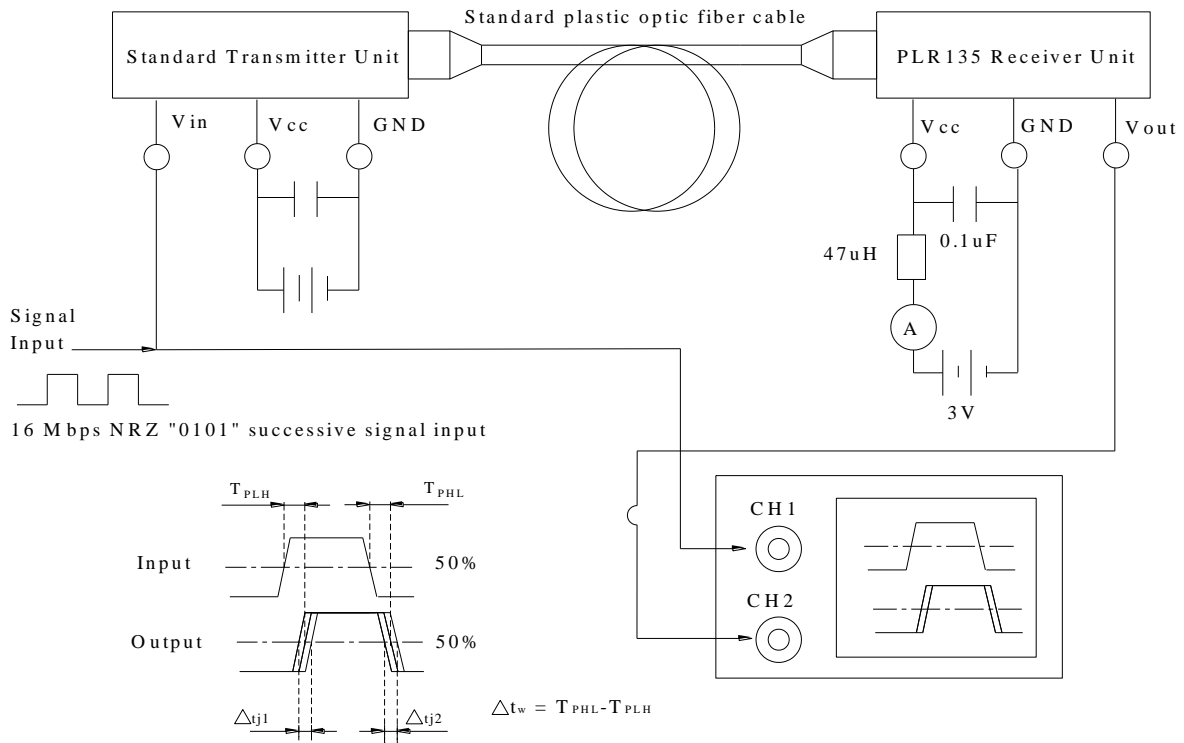 Standard plastic optic fiber cable
Standard Transmitter Unit
PLR135 Receiver Unit
Vin
Vcc
GND
Vcc
GND
Vout
0.1uF
47uH
A
3V
Signal
Input
16 Mbps NRZ "0101" successive signal input
TPLH
TPHL
Input
50%
Output
50%
△tj1
△tj2
△tw = TPHL-TPLH
CH1
CH2